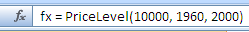 fx = PriceLevel(10000, 1960, 2000)